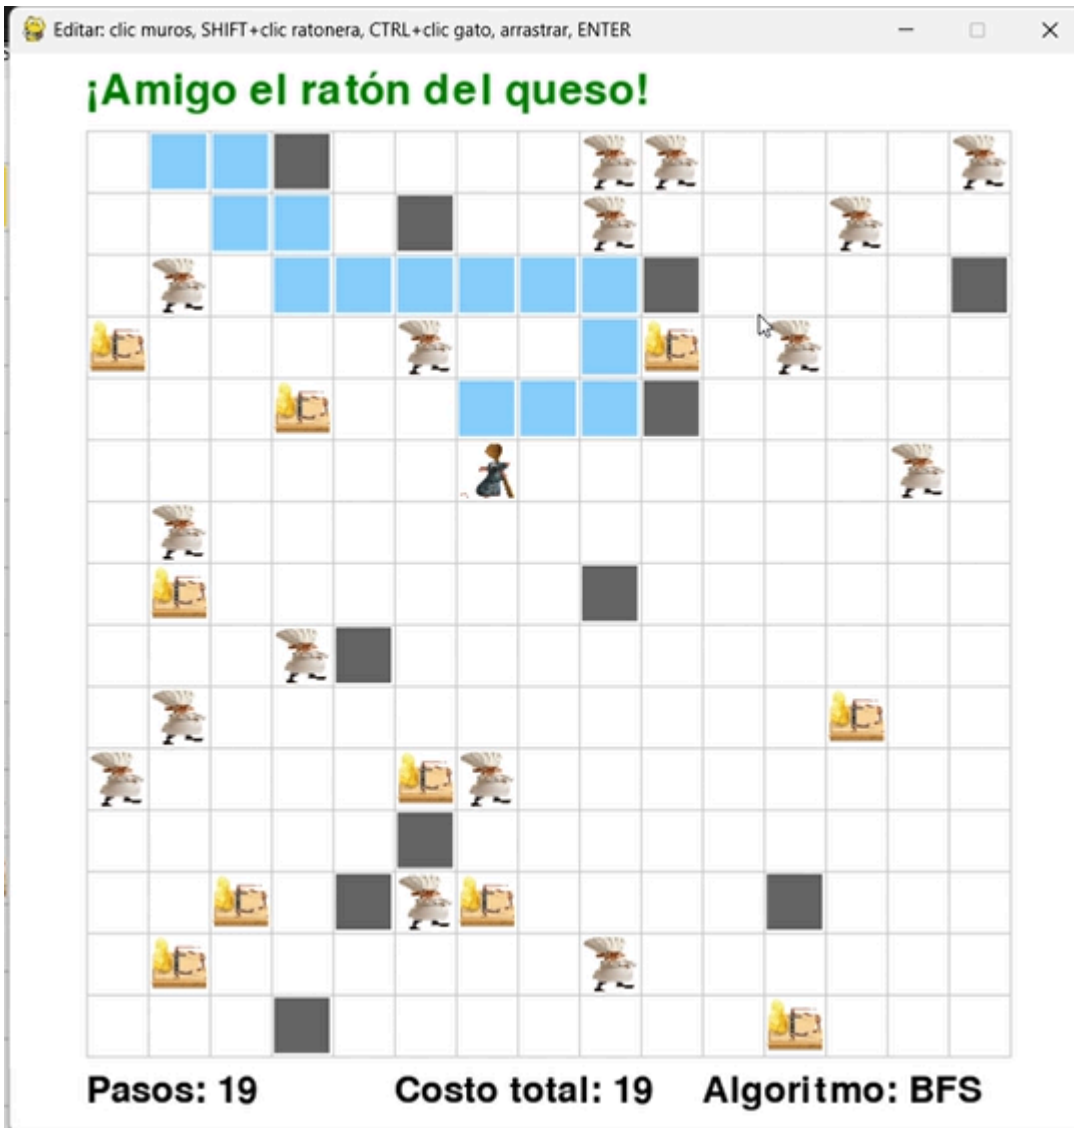 Editar: clic muros, SHIFT+clic ratonera, CTRL+clic gato, arrastrar, ENTER
¡Amigo el ratón del queso!
Pasos: 19 Costo total: 19 Algoritmo: BFS